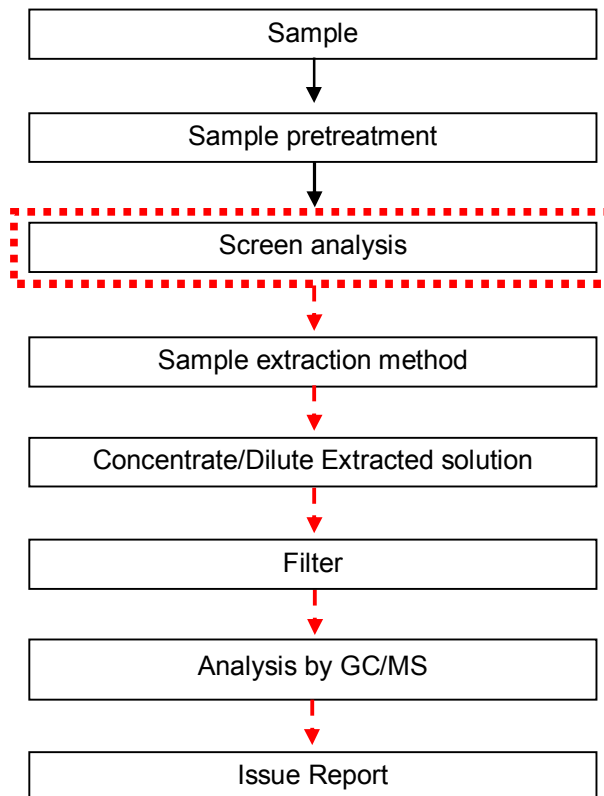 Sample
Sample pretreatment
Screen analysis
Sample extraction method
Concentrate/Dilute Extracted solution
Filter
Analysis by GC/MS
Issue Report